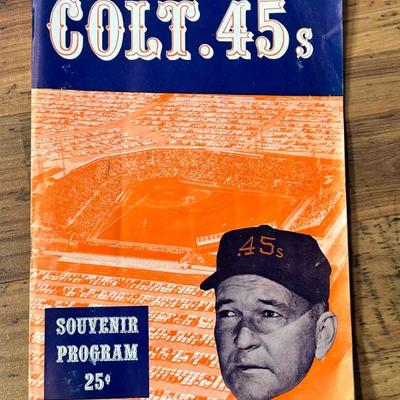 COLT .45s
.45s
SOUVENIR
PROGRAM
25¢